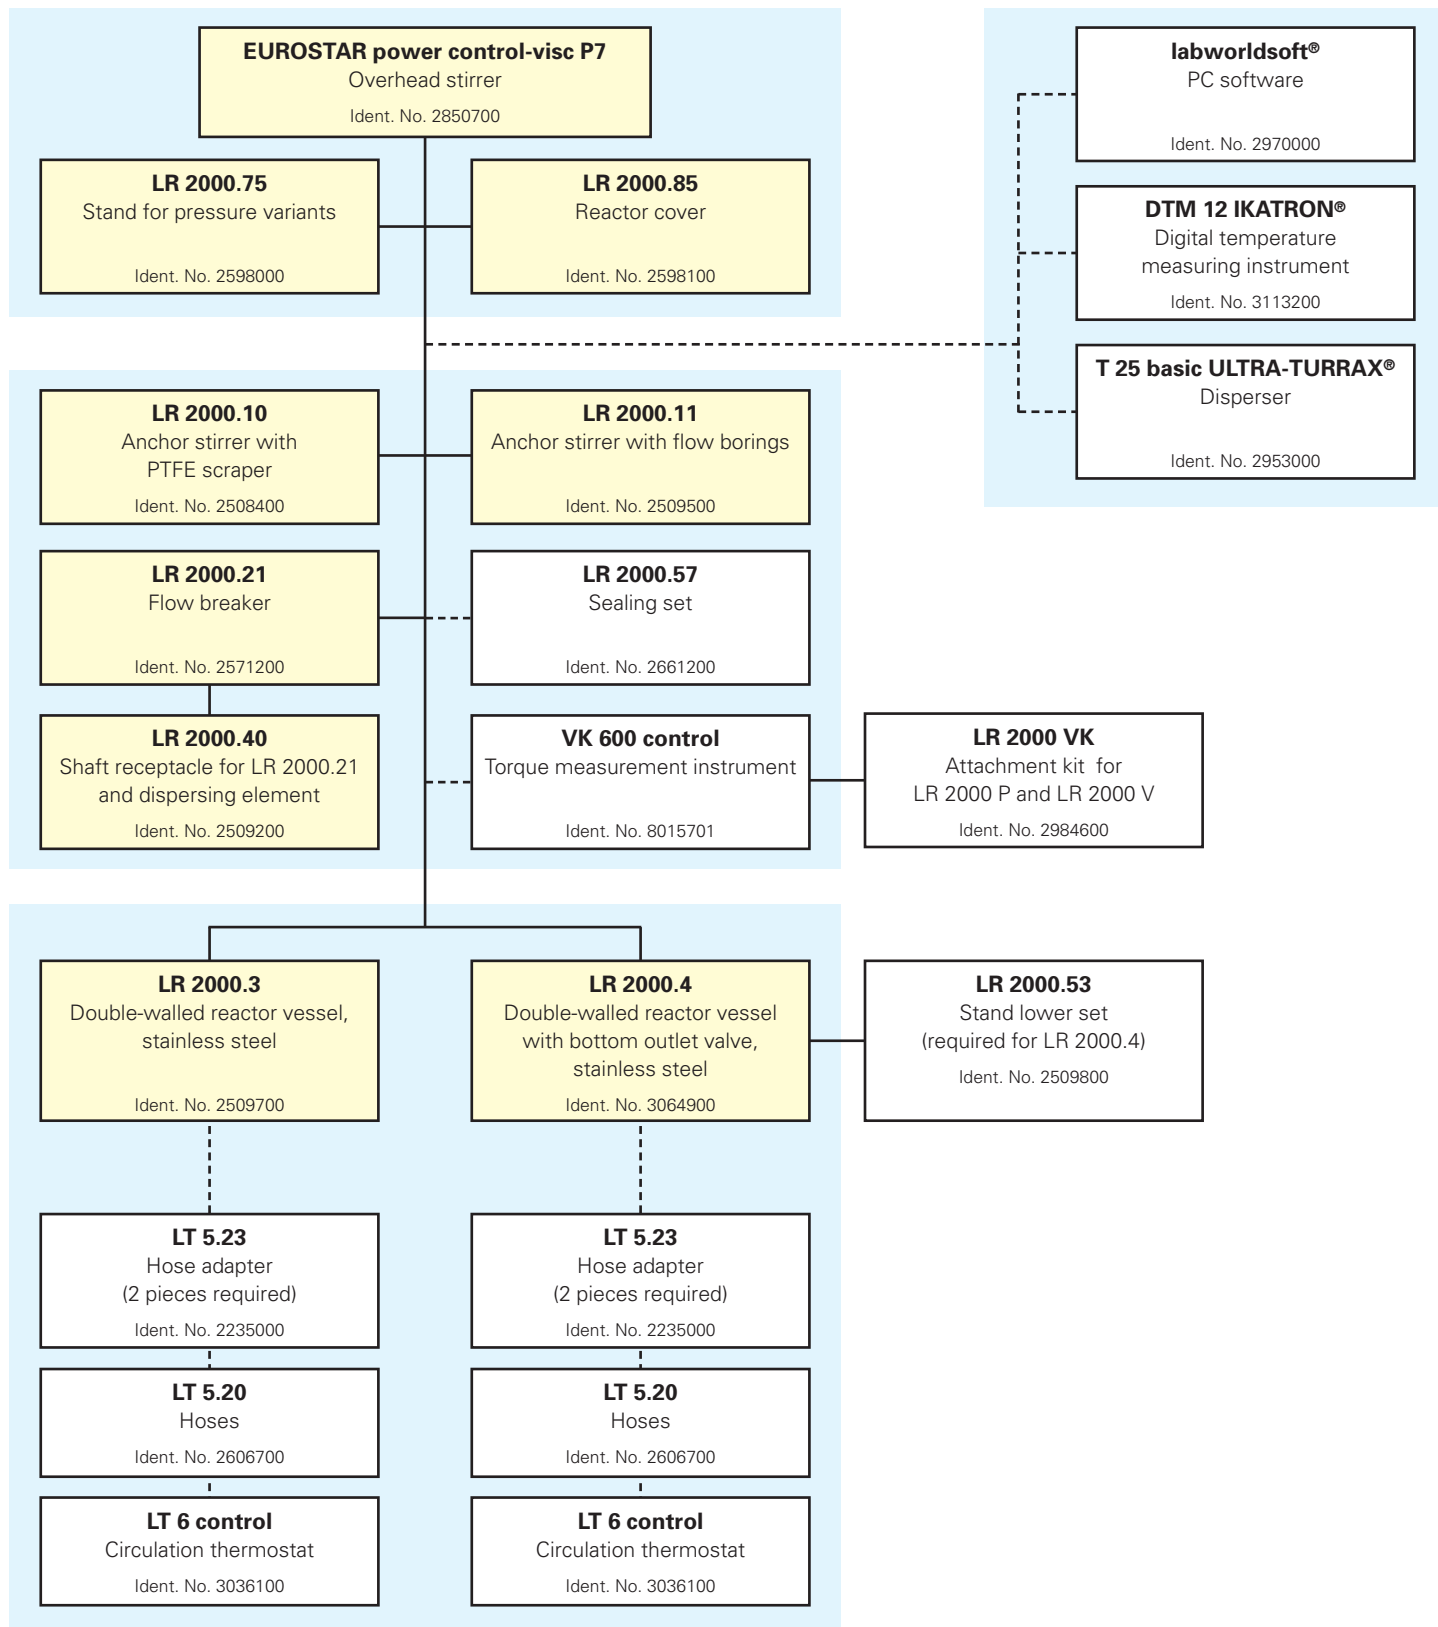 EUROSTAR power control-visc P7
Overhead stirrer
Ident. No. 2850700
LR 2000.75
Stand for pressure variants
Ident. No. 2598000
LR 2000.85
Reactor cover
Ident. No. 2598100
labworldsoft®
PC software
Ident. No. 2970000
DTM 12 IKATRON®
Digital temperature
measuring instrument
Ident. No. 3113200
T 25 basic ULTRA-TURRAX®
Disperser
Ident. No. 2953000
LR 2000.10
Anchor stirrer with
PTFE scraper
Ident. No. 2508400
LR 2000.11
Anchor stirrer with flow borings
Ident. No. 2509500
LR 2000.21
Flow breaker
Ident. No. 2571200
LR 2000.57
Sealing set
Ident. No. 2661200
LR 2000.40
Shaft receptacle for LR 2000.21
and dispersing element
Ident. No. 2509200
VK 600 control
Torque measurement instrument
Ident. No. 8015701
LR 2000 VK
Attachment kit for
LR 2000 P and LR 2000 V
Ident. No. 2984600
LR 2000.3
Double-walled reactor vessel,
stainless steel
Ident. No. 2509700
LR 2000.4
Double-walled reactor vessel
with bottom outlet valve,
stainless steel
Ident. No. 3064900
LR 2000.53
Stand lower set
(required for LR 2000.4)
Ident. No. 2509800
LT 5.23
Hose adapter
(2 pieces required)
Ident. No. 2235000
LT 5.23
Hose adapter
(2 pieces required)
Ident. No. 2235000
LT 5.20
Hoses
Ident. No. 2606700
LT 5.20
Hoses
Ident. No. 2606700
LT 6 control
Circulation thermostat
Ident. No. 3036100
LT 6 control
Circulation thermostat
Ident. No. 3036100